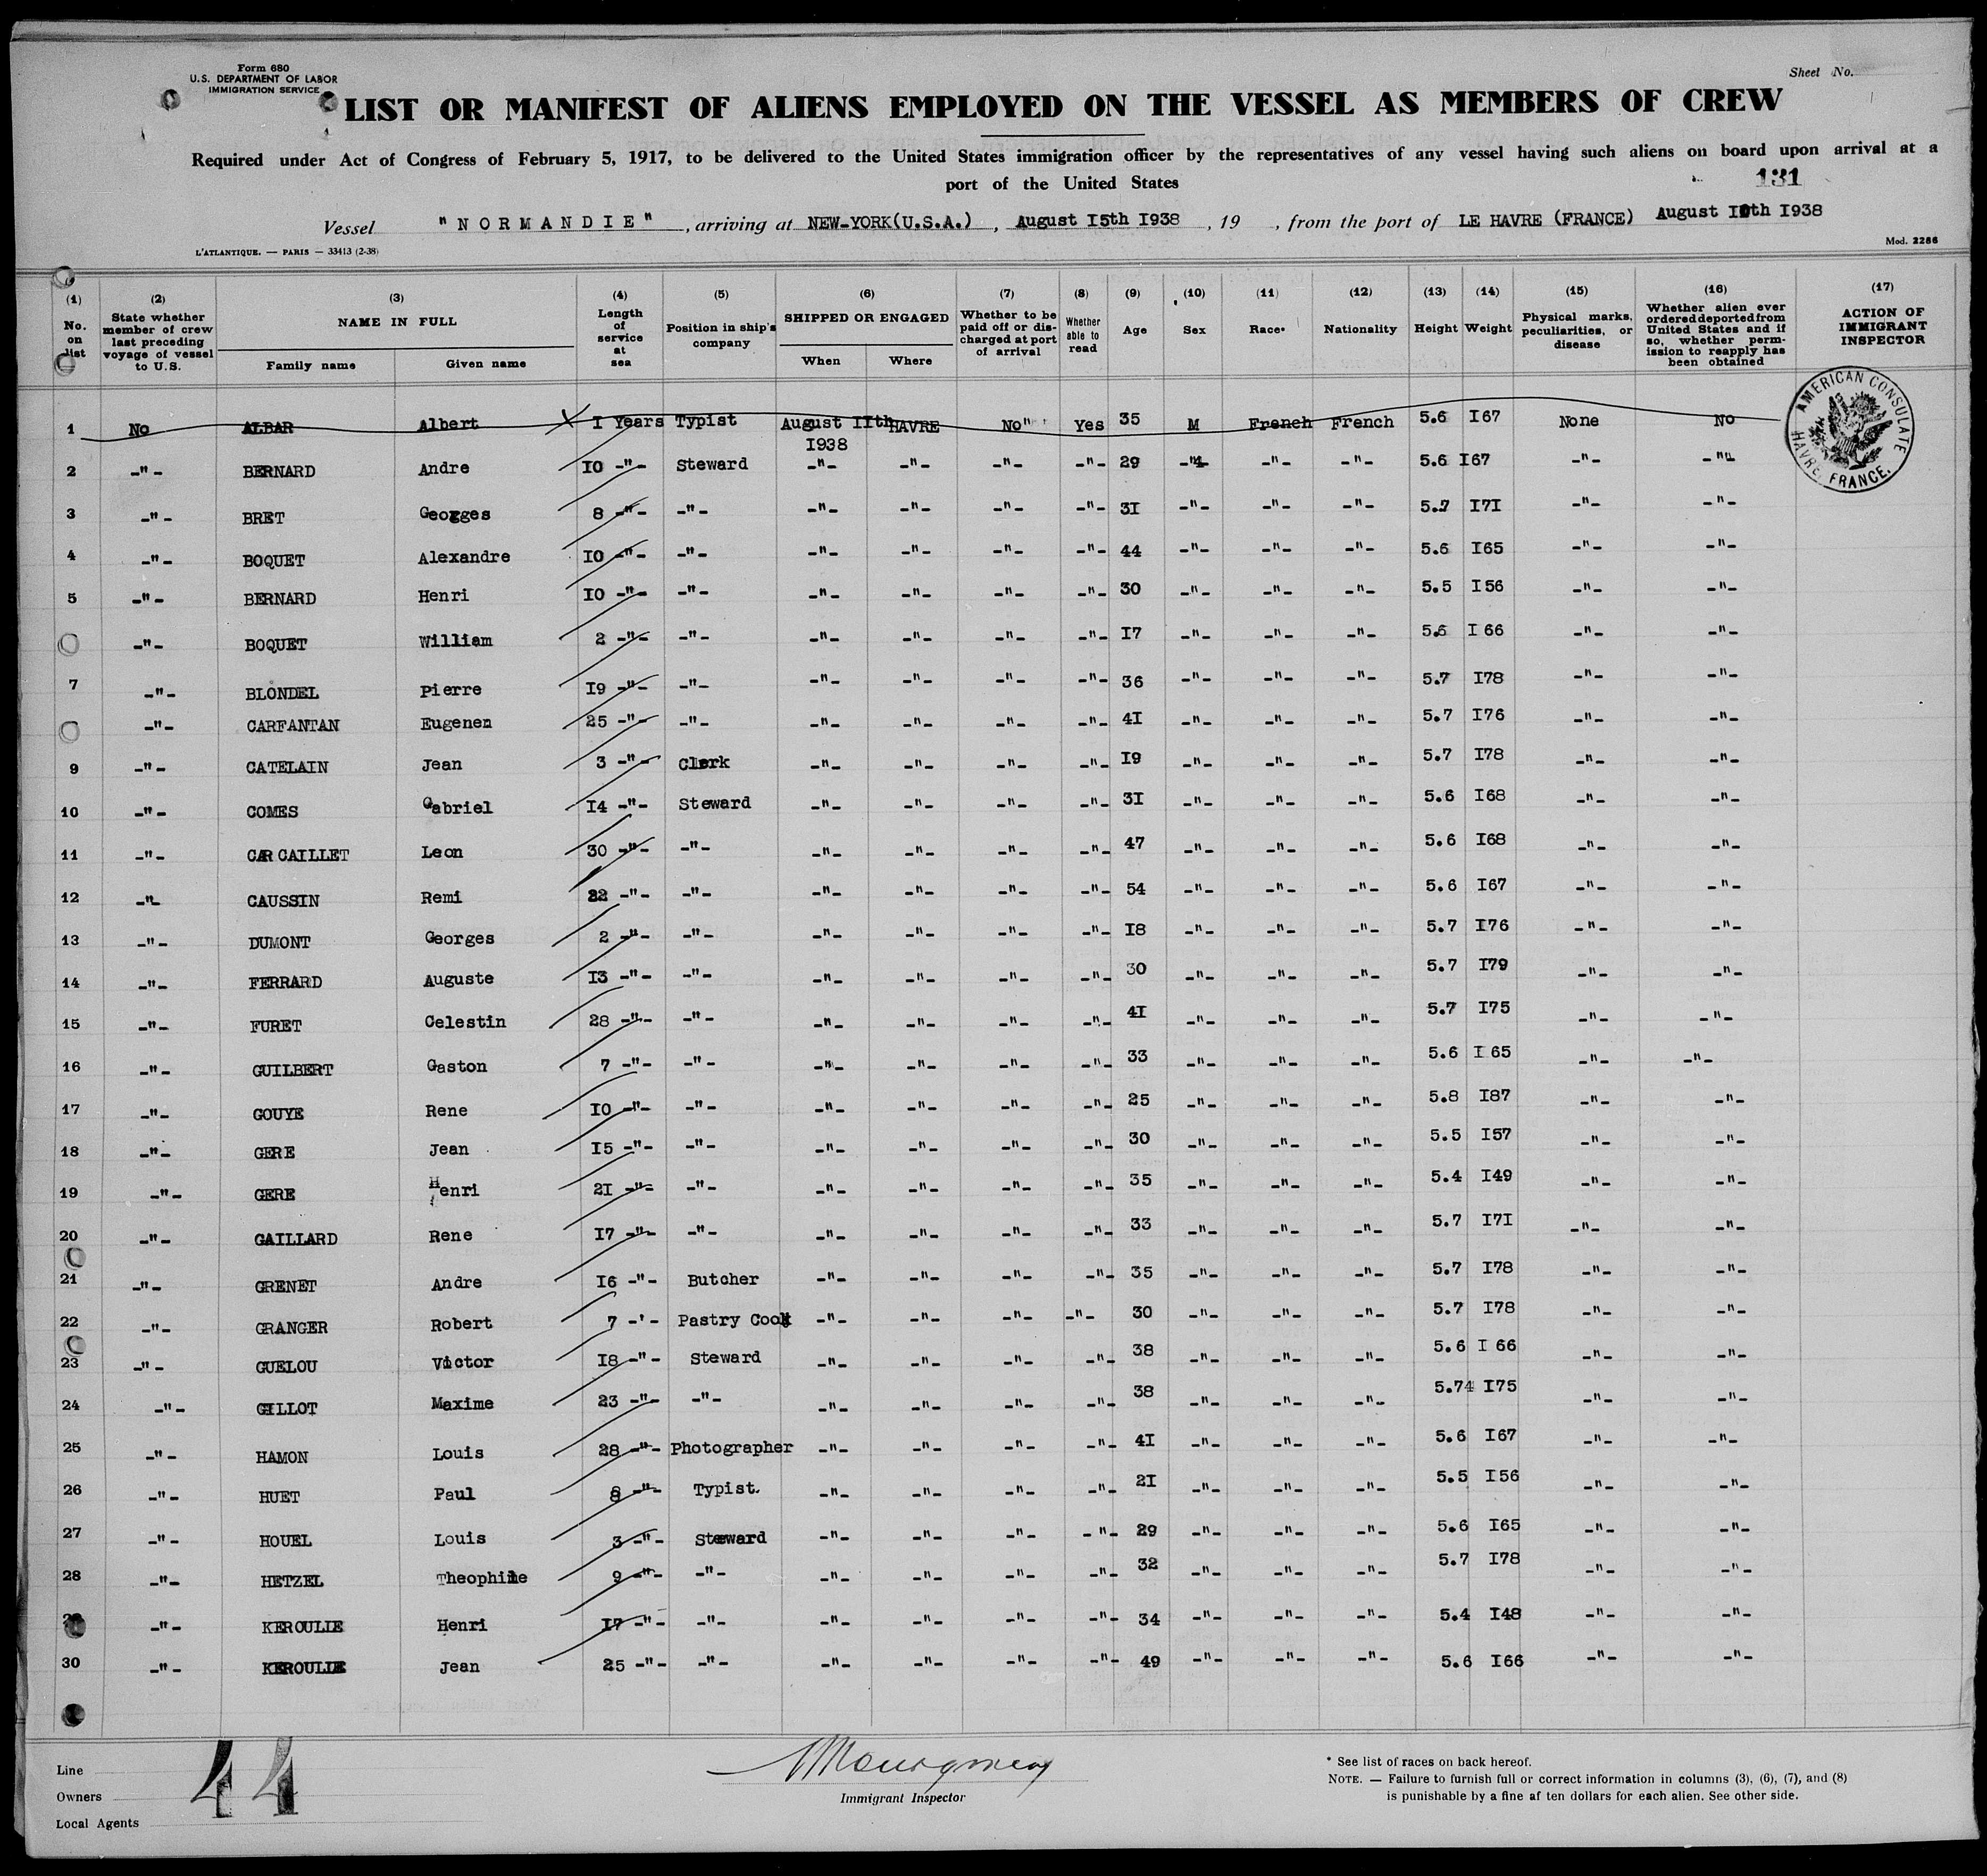 Form 680
U.S. DEPARTMENT OF LABOR
IMMIGRATION SERVICE
Sheet No.
LIST OR MANIFEST OF ALIENS EMPLOYED ON THE VESSEL AS MEMBERS OF CREW
Required under Act of Congress of February 5, 1917, to be delivered to the United States immigration officer by the representatives of any vessel having such aliens on board upon arrival at a
port of the United States
131
Vessel "NORMANDIE", arriving at NEW-YORK(U.S.A.), August I5th I938, 19 , from the port of LE HAVRE (FRANCE) August I0th I938
L'ATLANTIQUE. — PARIS — 33413 (2-38)
Mod. 2286
(1) No. on list
(2) State whether member of crew last preceding voyage of vessel to U.S.
(3) NAME IN FULL Family name Given name
(4) Length of service at sea
(5) Position in ship's company
(6) SHIPPED OR ENGAGED When Where
(7) Whether to be paid off or discharged at port of arrival
(8) Whether able to read
(9) Age
(10) Sex
(11) Race*
(12) Nationality
(13) Height
(14) Weight
(15) Physical marks, peculiarities, or disease
(16) Whether alien ever ordered deported from United States and if so, whether permission to reapply has been obtained
(17) ACTION OF IMMIGRANT INSPECTOR
AMERICAN CONSULATE HAVRE, FRANCE.
1 No ALBAR Albert I Years Typist August IIth I938 HAVRE No" Yes 35 M French French 5.6 I67 None No
2 -"- BERNARD Andre I0 -"- Steward -"- -"- -"- -"- 29 -"- -"- -"- 5.6 I67 -"- -"-
3 -"- BRET Georges 8 -"- -"- -"- -"- -"- -"- 3I -"- -"- -"- 5.7 I7I -"- -"-
4 -"- BOQUET Alexandre I0 -"- -"- -"- -"- -"- -"- 44 -"- -"- -"- 5.6 I65 -"- -"-
5 -"- BERNARD Henri I0 -"- -"- -"- -"- -"- -"- 30 -"- -"- -"- 5.5 I56 -"- -"-
-"- BOQUET William 2 -"- -"- -"- -"- -"- -"- I7 -"- -"- -"- 5.6 I66 -"- -"-
7 -"- BLONDEL Pierre I9 -"- -"- -"- -"- -"- -"- 36 -"- -"- -"- 5.7 I78 -"- -"-
-"- CARFANTAN Eugenen 25 -"- -"- -"- -"- -"- -"- 4I -"- -"- -"- 5.7 I76 -"- -"-
9 -"- CATELAIN Jean 3 -"- Clerk -"- -"- -"- -"- I9 -"- -"- -"- 5.7 I78 -"- -"-
10 -"- COMES Gabriel I4 -"- Steward -"- -"- -"- -"- 3I -"- -"- -"- 5.6 I68 -"- -"-
11 -"- CAR CAILLET Leon 30 -"- -"- -"- -"- -"- -"- 47 -"- -"- -"- 5.6 I68 -"- -"-
12 -"- CAUSSIN Remi 22 -"- -"- -"- -"- -"- -"- 54 -"- -"- -"- 5.6 I67 -"- -"-
13 -"- DUMONT Georges 2 -"- -"- -"- -"- -"- -"- I8 -"- -"- -"- 5.7 I76 -"- -"-
14 -"- FERRARD Auguste I3 -"- -"- -"- -"- -"- -"- 30 -"- -"- -"- 5.7 I79 -"- -"-
15 -"- FURET Celestin 28 -"- -"- -"- -"- -"- -"- 4I -"- -"- -"- 5.7 I75 -"- -"-
16 -"- GUILBERT Gaston 7 -"- -"- -"- -"- -"- -"- 33 -"- -"- -"- 5.6 I65 -"- -"-
17 -"- GOUYE Rene I0 -"- -"- -"- -"- -"- -"- 25 -"- -"- -"- 5.8 I87 -"- -"-
18 -"- GERE Jean I5 -"- -"- -"- -"- -"- -"- 30 -"- -"- -"- 5.5 I57 -"- -"-
19 -"- GERE Henri 2I -"- -"- -"- -"- -"- -"- 35 -"- -"- -"- 5.4 I49 -"- -"-
20 -"- GAILLARD Rene I7 -"- -"- -"- -"- -"- -"- 33 -"- -"- -"- 5.7 I7I -"- -"-
21 -"- GRENET Andre I6 -"- Butcher -"- -"- -"- -"- 35 -"- -"- -"- 5.7 I78 -"- -"-
22 -"- GRANGER Robert 7 -'- Pastry Cook -"- -"- -"- -"- 30 -"- -"- -"- 5.7 I78 -"- -"-
23 -"- GUELOU Victor I8 -"- Steward -"- -"- -"- -"- 38 -"- -"- -"- 5.6 I66 -"- -"-
24 -"- GILLOT Maxime 23 -"- -"- -"- -"- -"- -"- 38 -"- -"- -"- 5.74 I75 -"- -"-
25 -"- HAMON Louis 28 -"- Photographer -"- -"- -"- -"- 4I -"- -"- -"- 5.6 I67 -"- -"-
26 -"- HUET Paul 8 -"- Typist. -"- -"- -"- -"- 2I -"- -"- -"- 5.5 I56 -"- -"-
27 -"- HOUEL Louis 3 -"- Steward -"- -"- -"- -"- 29 -"- -"- -"- 5.6 I65 -"- -"-
28 -"- HETZEL Theophile 9 -"- -"- -"- -"- -"- -"- 32 -"- -"- -"- 5.7 I78 -"- -"-
-"- KEROULLE Henri I7 -"- -"- -"- -"- -"- -"- 34 -"- -"- -"- 5.4 I48 -"- -"-
30 -"- KEROULLE Jean 25 -"- -"- -"- -"- -"- -"- 49 -"- -"- -"- 5.6 I66 -"- -"-
Line
Owners
Local Agents
44
Immigrant Inspector
* See list of races on back hereof.
NOTE. — Failure to furnish full or correct information in columns (3), (6), (7), and (8)
is punishable by a fine af ten dollars for each alien. See other side.